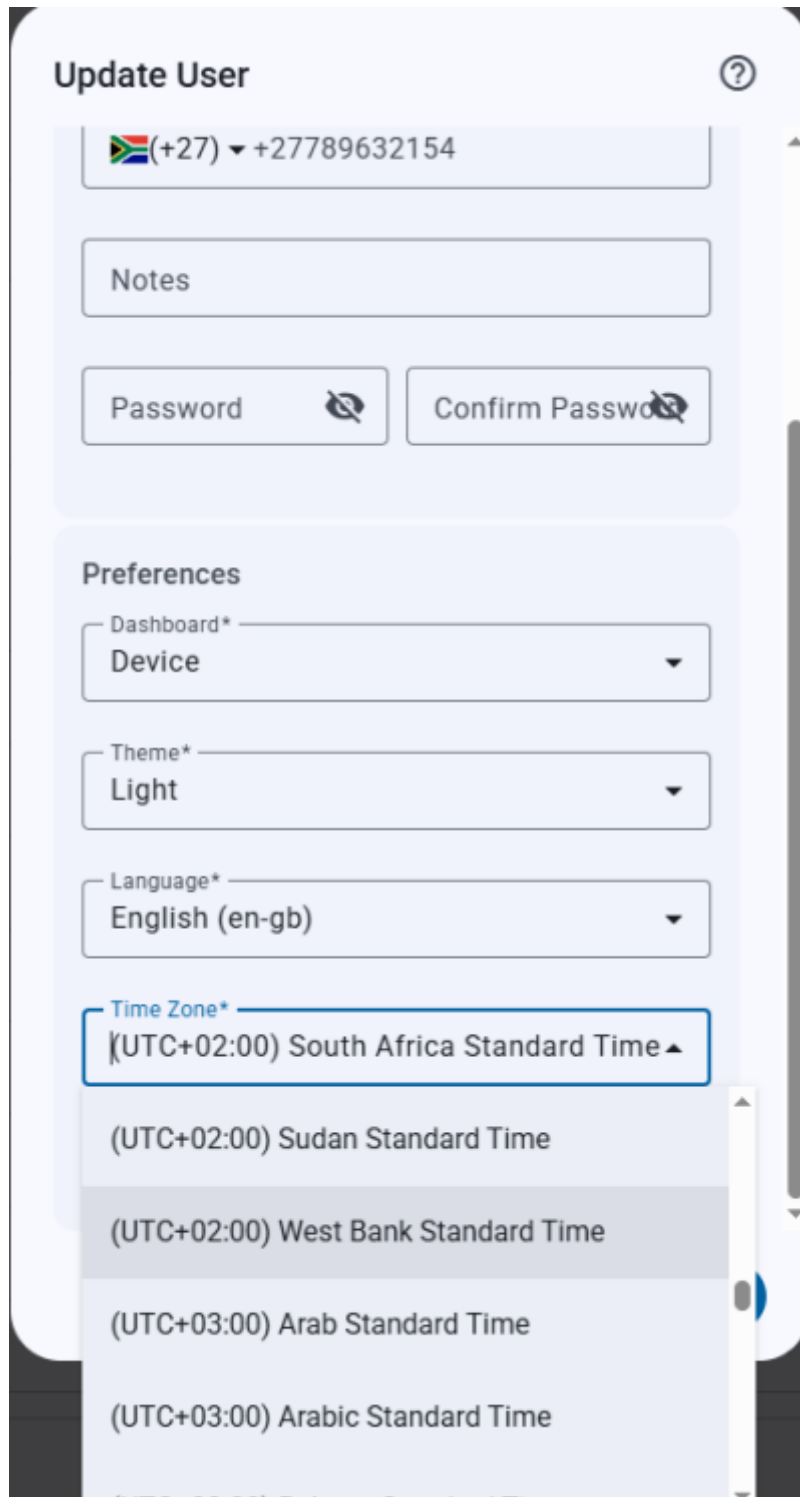 Update User
(+27) +27789632154
Notes
Password Confirm Passwo
Preferences
Dashboard*
Device
Theme*
Light
Language*
English (en-gb)
Time Zone*
(UTC+02:00) South Africa Standard Time
(UTC+02:00) Sudan Standard Time
(UTC+02:00) West Bank Standard Time
(UTC+03:00) Arab Standard Time
(UTC+03:00) Arabic Standard Time